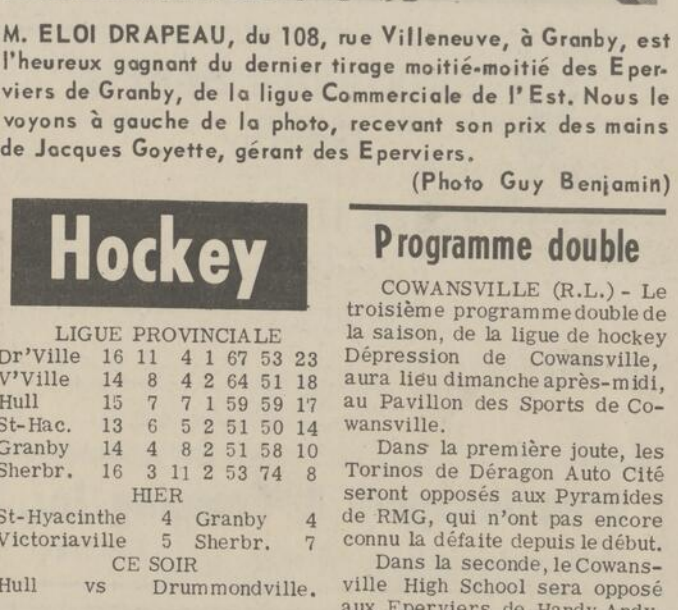 M. ELOI DRAPEAU, du 108, rue Villeneuve, à Granby, est
l'heureux gagnant du dernier tirage moitié-moitié des Eper-
viers de Granby, de la ligue Commerciale de l'Est. Nous le
voyons à gauche de la photo, recevant son prix des mains
de Jacques Goyette, gérant des Eperviers.
(Photo Guy Benjamin)
Hockey
LIGUE PROVINCIALE
Dr'Ville 16 11 4 1 67 53 23
V'Ville 14 8 4 2 64 51 18
Hull 15 7 7 1 59 59 17
St-Hac. 13 6 5 2 51 50 14
Granby 14 4 8 2 51 58 10
Sherbr. 16 3 11 2 53 74 8
HIER
St-Hyacinthe 4 Granby 4
Victoriaville 5 Sherbr. 7
CE SOIR
Hull vs Drummondville.
Programme double
COWANSVILLE (R.L.) - Le
troisième programme double de
la saison, de la ligue de hockey
Dépression de Cowansville,
aura lieu dimanche après-midi,
au Pavillon des Sports de Co-
wansville.
Dans la première joute, les
Torinos de Déragon Auto Cité
seront opposés aux Pyramides
de RMG, qui n'ont pas encore
connu la défaite depuis le début.
Dans la seconde, le Cowans-
ville High School sera opposé
aux Eperviers de Handy Andy